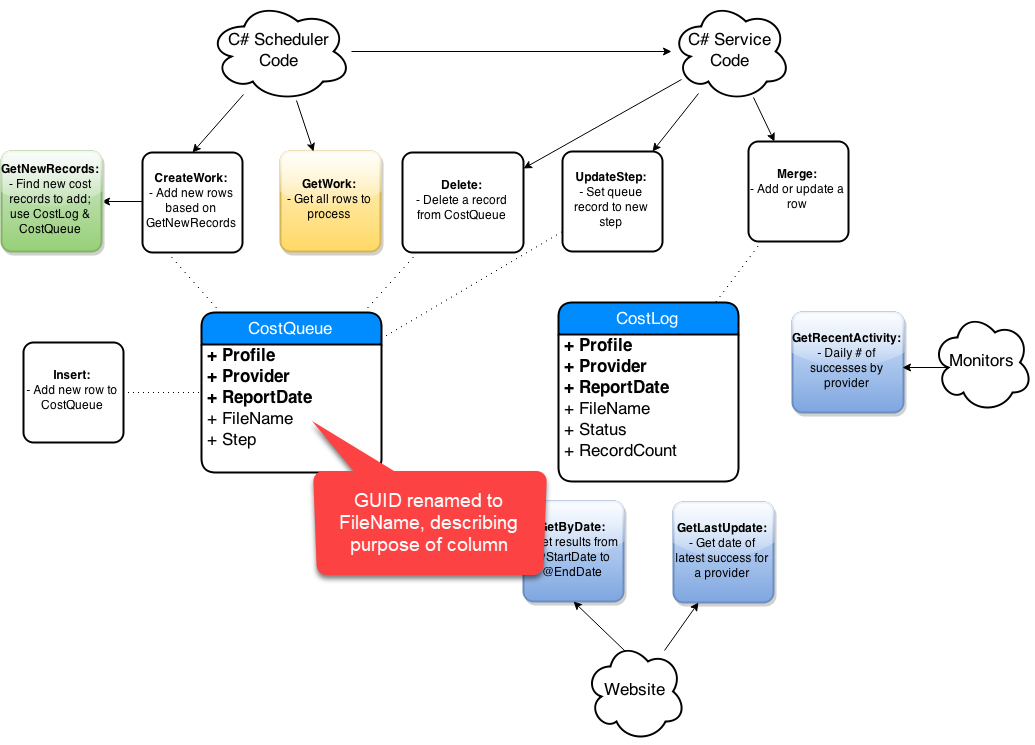 C# Scheduler
Code
C# Service
Code
GetNewRecords:
- Find new cost
records to add;
use CostLog &
CostQueue
CreateWork:
- Add new rows
based on
GetNewRecords
GetWork:
- Get all rows to
process
Delete:
- Delete a record
from CostQueue
UpdateStep:
- Set queue
record to new
step
Merge:
- Add or update a
row
Insert:
- Add new row to
CostQueue
CostQueue
+ Profile
+ Provider
+ ReportDate
+ FileName
+ Step
CostLog
+ Profile
+ Provider
+ ReportDate
+ FileName
+ Status
+ RecordCount
GetRecentActivity:
- Daily # of
successes by
provider
Monitors
GUID renamed to
FileName, describing
purpose of column
etByDate:
et results from
StartDate to
@EndDate
GetLastUpdate:
- Get date of
latest success for
a provider
Website